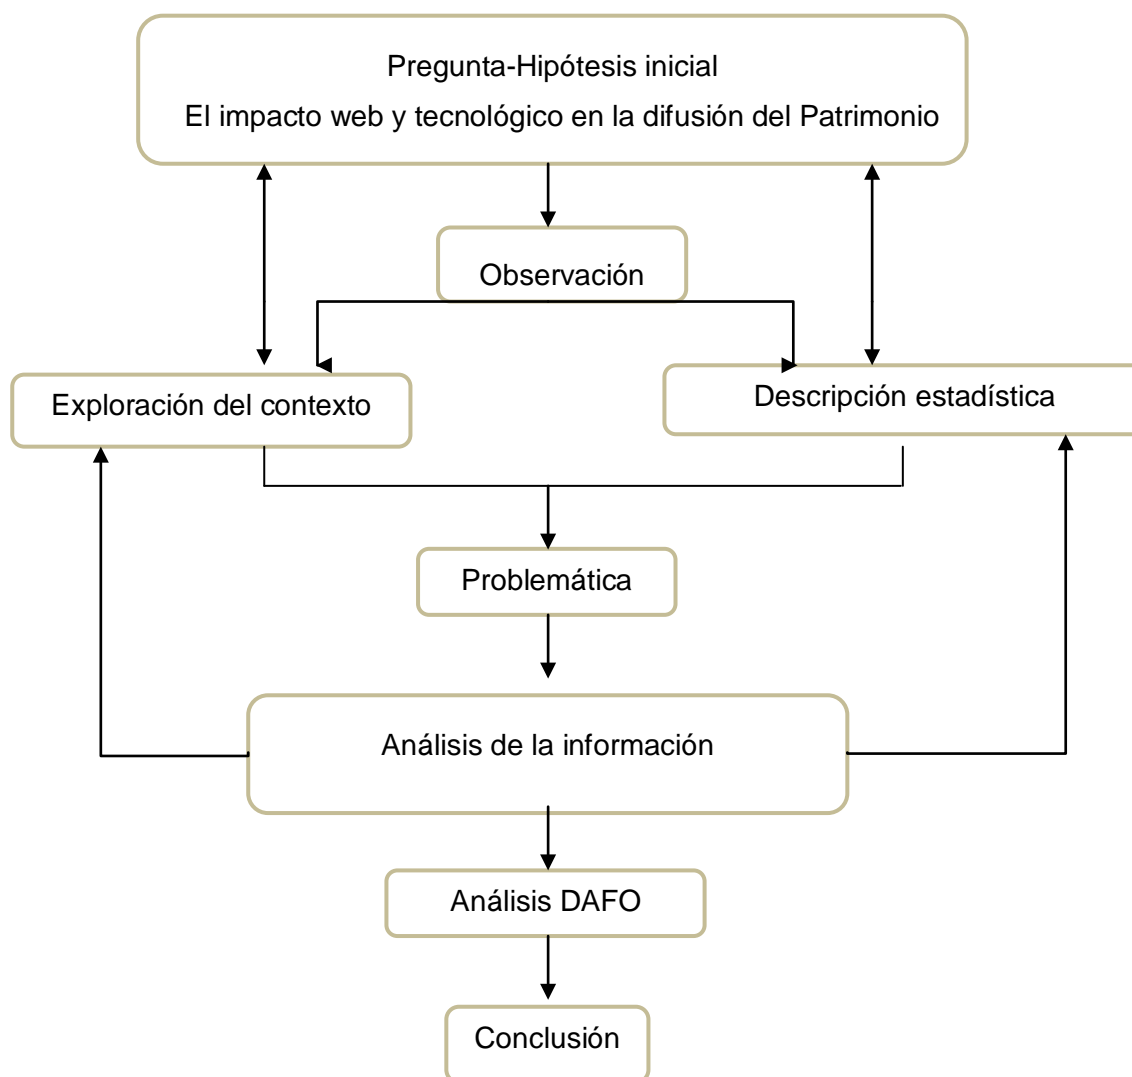 Pregunta-Hipótesis inicial
El impacto web y tecnológico en la difusión del Patrimonio
Observación
Exploración del contexto
Descripción estadística
Problemática
Análisis de la información
Análisis DAFO
Conclusión